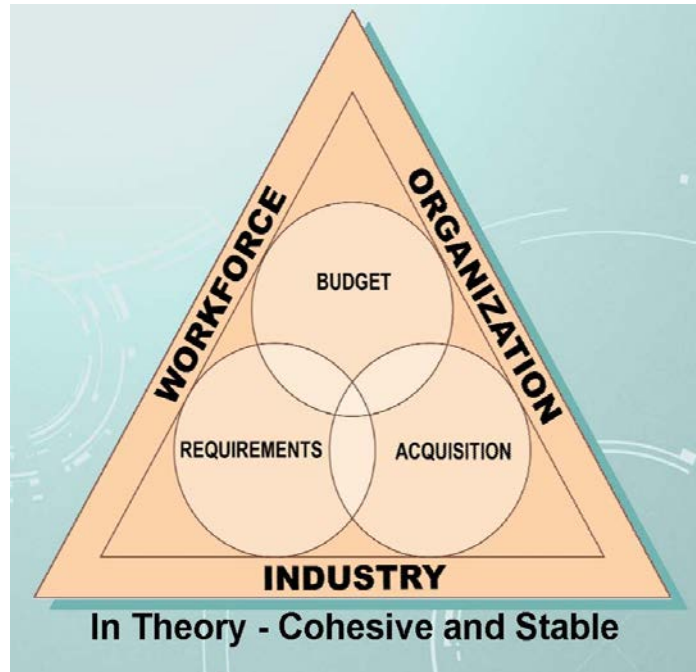 WORKFORCE
ORGANIZATION
BUDGET
REQUIREMENTS
ACQUISITION
INDUSTRY
In Theory - Cohesive and Stable